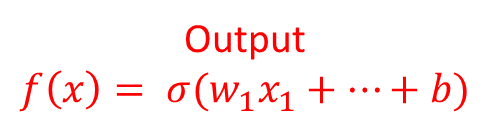 Output
f(x) = σ(w₁x₁ + ⋯ + b)